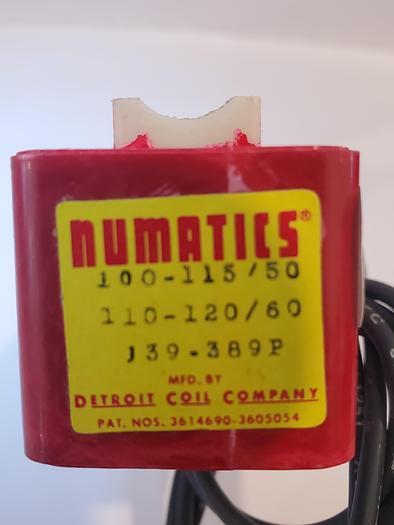 NUMATICS®
100-115/50
110-120/60
J39-389P
MFD. BY
DETROIT COIL COMPANY
PAT. NOS. 3614690-3605054